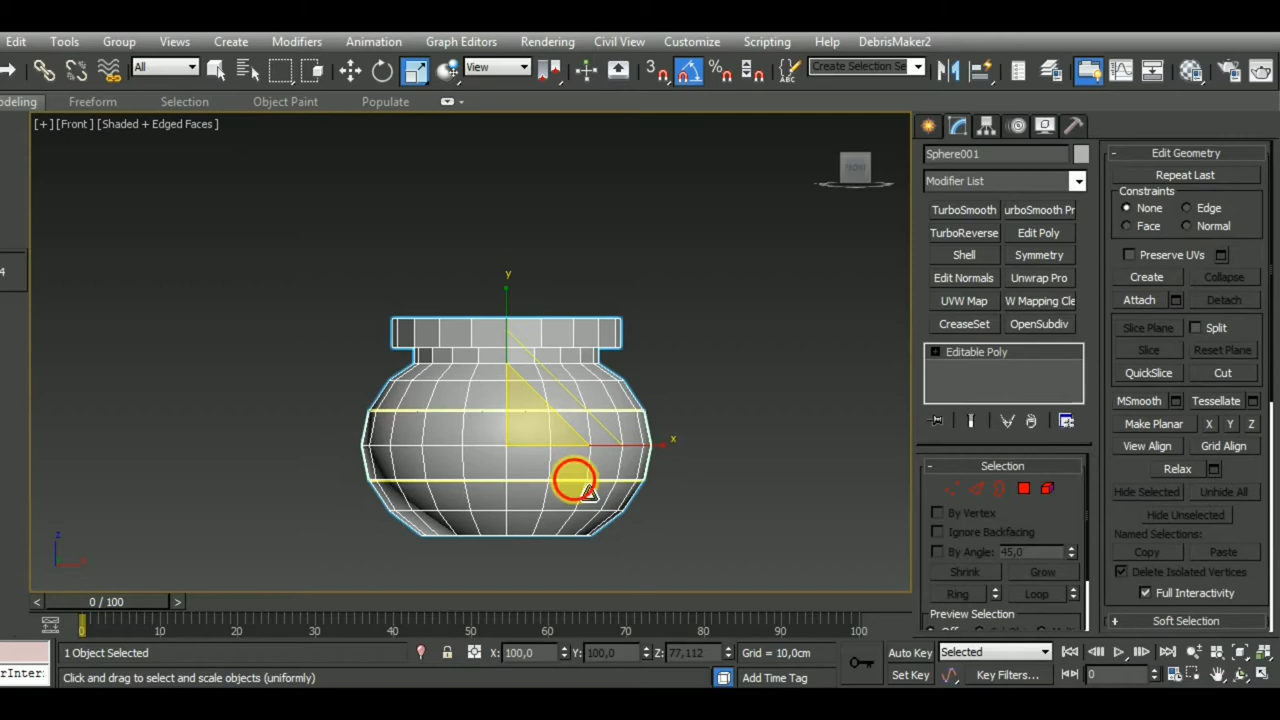 Edit Tools Group Views Create Modifiers Animation Graph Editors Rendering Civil View Customize Scripting Help DebrisMaker2
All View 3 % ABC Create Selection Se
odeling Freeform Selection Object Paint Populate
[+] [Front] [Shaded + Edged Faces]
FRONT
4
y
x
z
Sphere001
Modifier List
TurboSmooth urboSmooth Pr
TurboReverse Edit Poly
Shell Symmetry
Edit Normals Unwrap Pro
UVW Map W Mapping Cle
CreaseSet OpenSubdiv
Editable Poly
- Selection
By Vertex
Ignore Backfacing
By Angle: 45,0
Shrink Grow
Ring Loop
Preview Selection
- Edit Geometry
Repeat Last
Constraints
None Edge
Face Normal
Preserve UVs
Create Collapse
Attach Detach
Slice Plane Split
Slice Reset Plane
QuickSlice Cut
MSmooth Tessellate
Make Planar X Y Z
View Align Grid Align
Relax
Hide Selected Unhide All
Hide Unselected
Named Selections:
Copy Paste
Delete Isolated Vertices
Full Interactivity
+ Soft Selection
< 0 / 100 >
0 10 20 30 40 50 60 70 80 90 100
1 Object Selected X: 100,0 Y: 100,0 Z: 77,112 Grid = 10,0cm Auto Key Selected
rInter: Click and drag to select and scale objects (uniformly) Add Time Tag Set Key Key Filters... 0